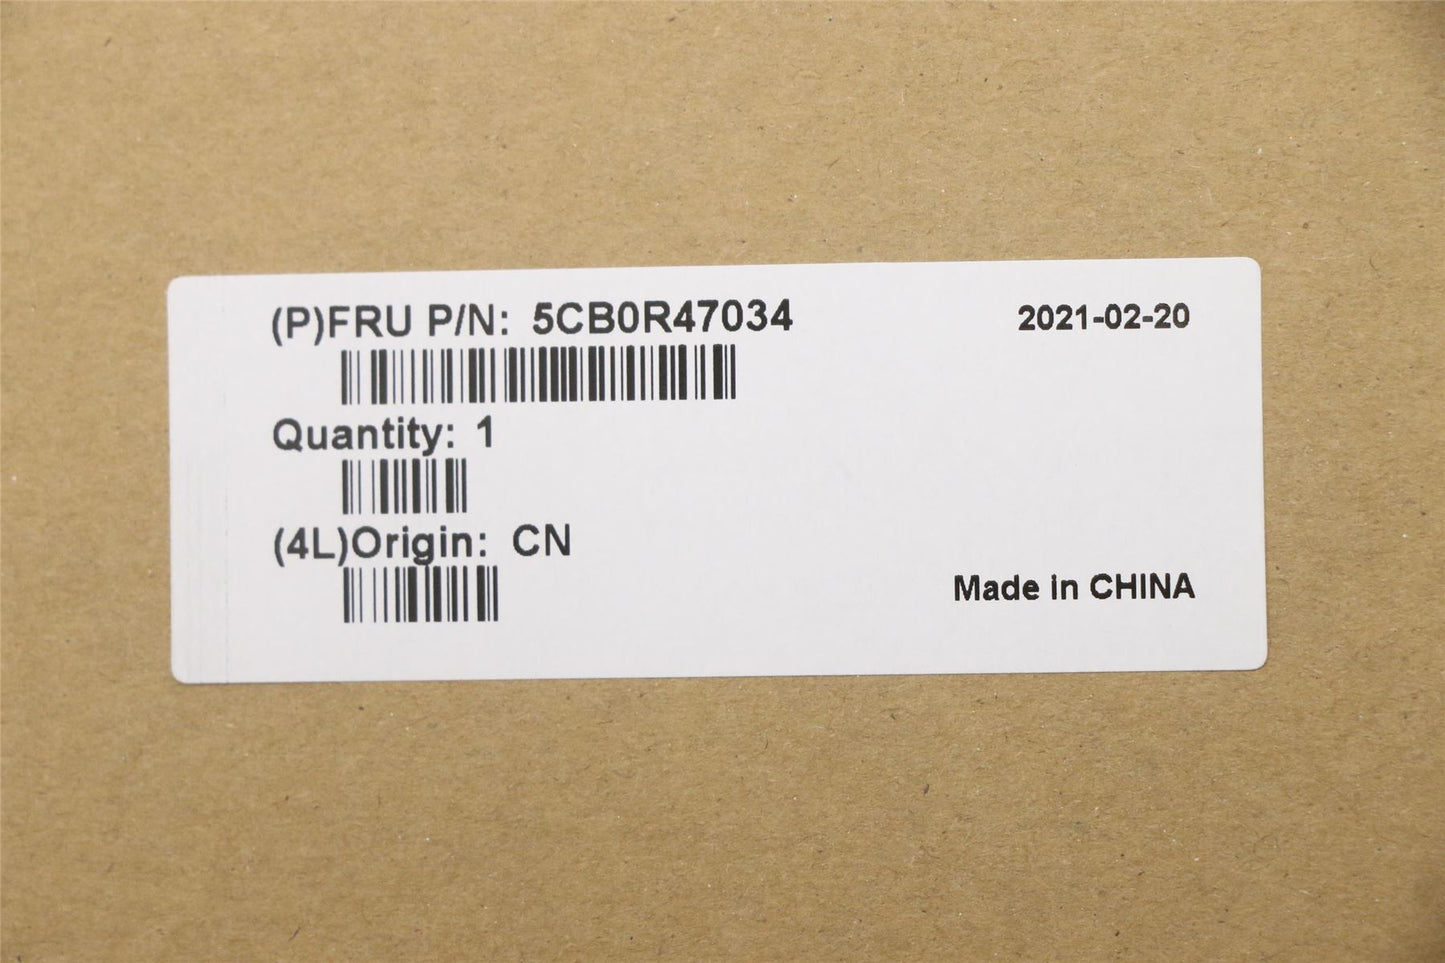 (P)FRU P/N: 5CB0R47034
2021-02-20
Quantity: 1
(4L)Origin: CN
Made in CHINA